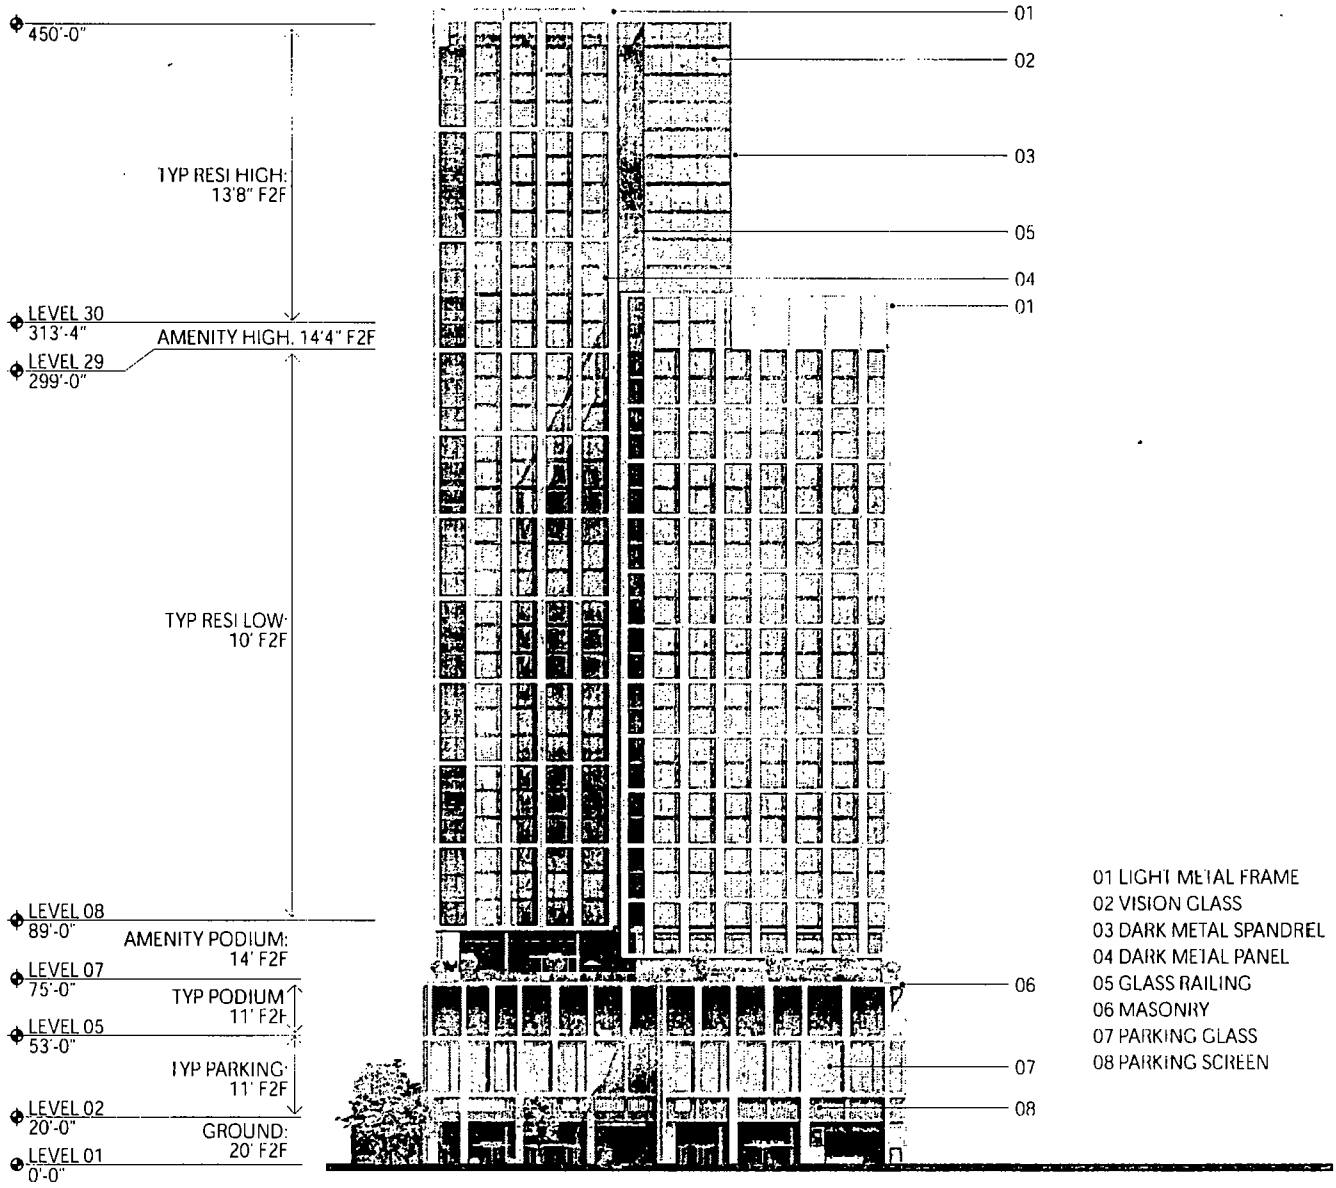 01
450'-0"
02
TYP RESI HIGH:
13'8" F2F
03
05
04
LEVEL 30
313'-4"
01
AMENITY HIGH. 14'4" F2F
LEVEL 29
299'-0"
TYP RESI LOW:
10' F2F
01 LIGHT METAL FRAME
02 VISION GLASS
03 DARK METAL SPANDREL
04 DARK METAL PANEL
05 GLASS RAILING
06 MASONRY
07 PARKING GLASS
08 PARKING SCREEN
LEVEL 08
89'-0"
AMENITY PODIUM:
14' F2F
LEVEL 07
75'-0"
06
TYP PODIUM
11' F2F
LEVEL 05
53'-0"
TYP PARKING:
11' F2F
07
LEVEL 02
20'-0"
08
GROUND:
20' F2F
LEVEL 01
0'-0"